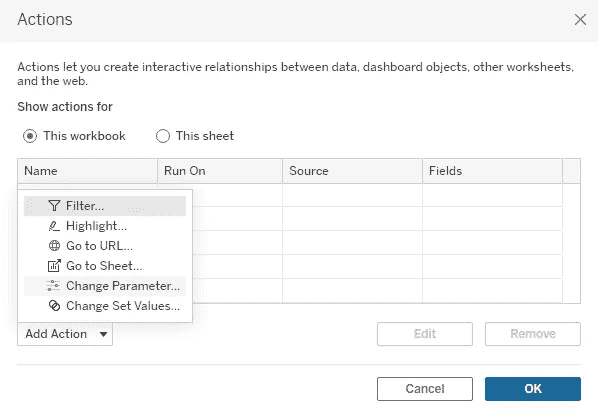 Actions
Actions let you create interactive relationships between data, dashboard objects, other worksheets,
and the web.
Show actions for
This workbook This sheet
Name Run On Source Fields
Filter...
Highlight...
Go to URL...
Go to Sheet...
Change Parameter...
Change Set Values...
Add Action Edit Remove
Cancel OK